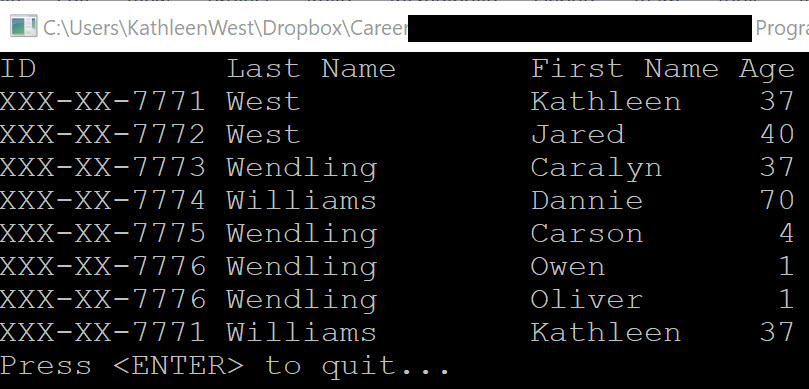 C:\Users\KathleenWest\Dropbox\Career
ID Last Name First Name Age
XXX-XX-7771 West Kathleen 37
XXX-XX-7772 West Jared 40
XXX-XX-7773 Wendling Caralyn 37
XXX-XX-7774 Williams Dannie 70
XXX-XX-7775 Wendling Carson 4
XXX-XX-7776 Wendling Owen 1
XXX-XX-7776 Wendling Oliver 1
XXX-XX-7771 Williams Kathleen 37
Press <ENTER> to quit...